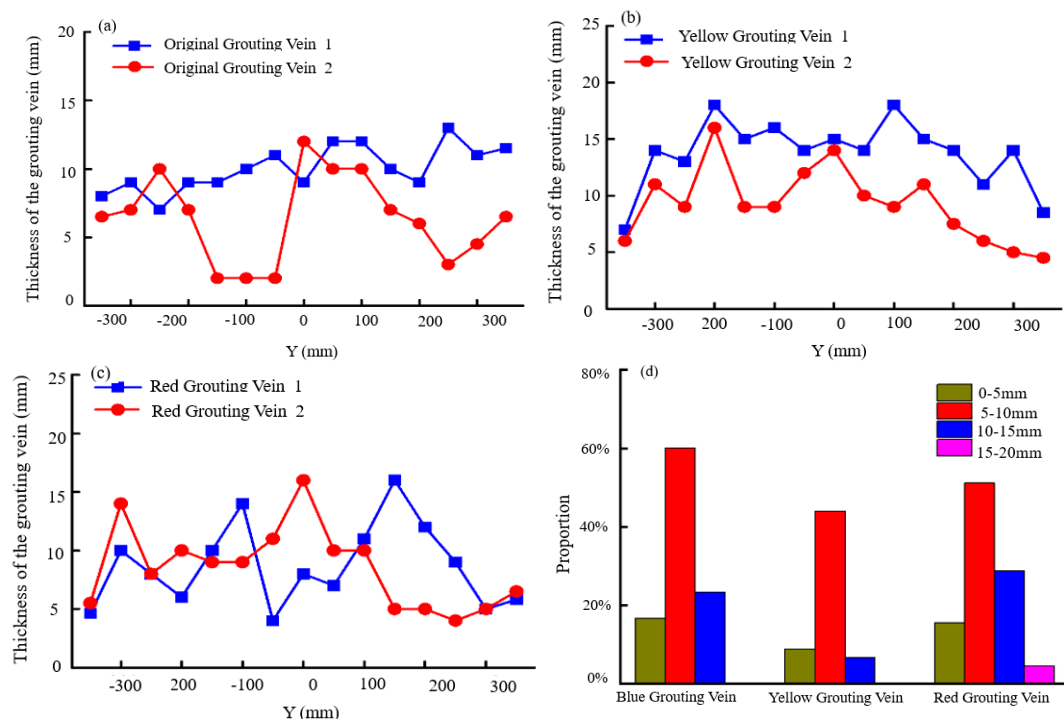 (a)
Original Grouting Vein 1
Original Grouting Vein 2
Thickness of the grouting vein (mm)
20
15
10
5
0
-300 -200 -100 0 100 200 300
Y (mm)
(b)
Yellow Grouting Vein 1
Yellow Grouting Vein 2
Thickness of the grouting vein (mm)
25
20
15
10
5
0
-300 -200 -100 0 100 200 300
Y (mm)
(c)
Red Grouting Vein 1
Red Grouting Vein 2
Thickness of the grouting vein (mm)
25
20
15
10
5
0
-300 -200 -100 0 100 200 300
Y (mm)
(d)
0-5mm
5-10mm
10-15mm
15-20mm
Proportion
80%
60%
40%
20%
0%
Blue Grouting Vein Yellow Grouting Vein Red Grouting Vein